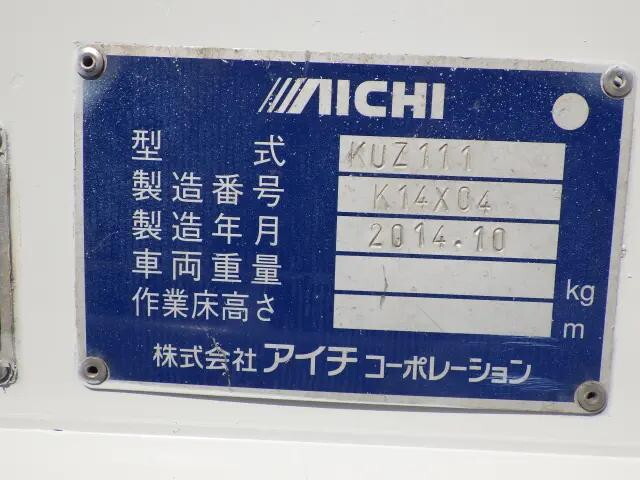 AICHI
型式 KUZ111
製造番号 K14X04
製造年月 2014.10
車両重量 kg
作業床高さ m
株式会社 アイチ コーポレーション